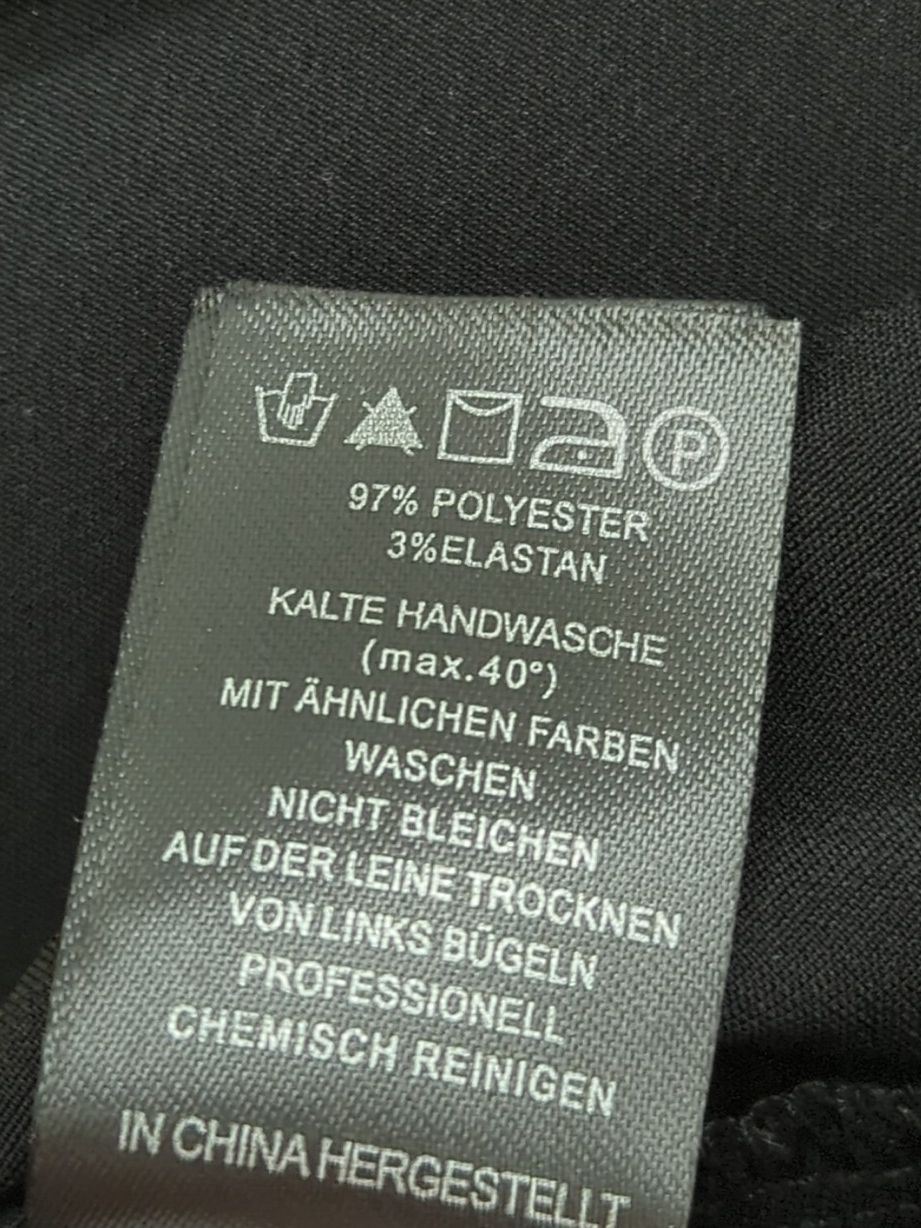 P
97% POLYESTER
3%ELASTAN
KALTE HANDWASCHE
(max.40°)
MIT ÄHNLICHEN FARBEN
WASCHEN
NICHT BLEICHEN
AUF DER LEINE TROCKNEN
VON LINKS BÜGELN
PROFESSIONELL
CHEMISCH REINIGEN
IN CHINA HERGESTELLT